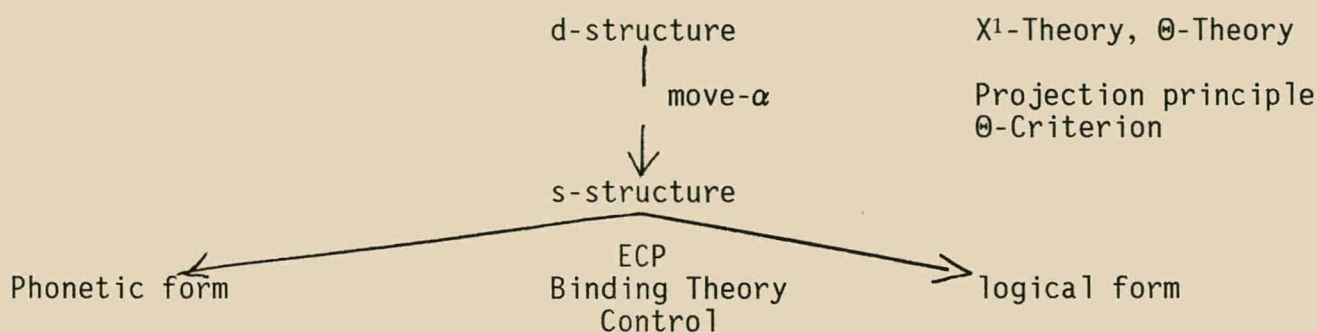 d-structure X¹-Theory, Θ-Theory
move-α Projection principle
Θ-Criterion
s-structure
ECP
Phonetic form Binding Theory logical form
Control